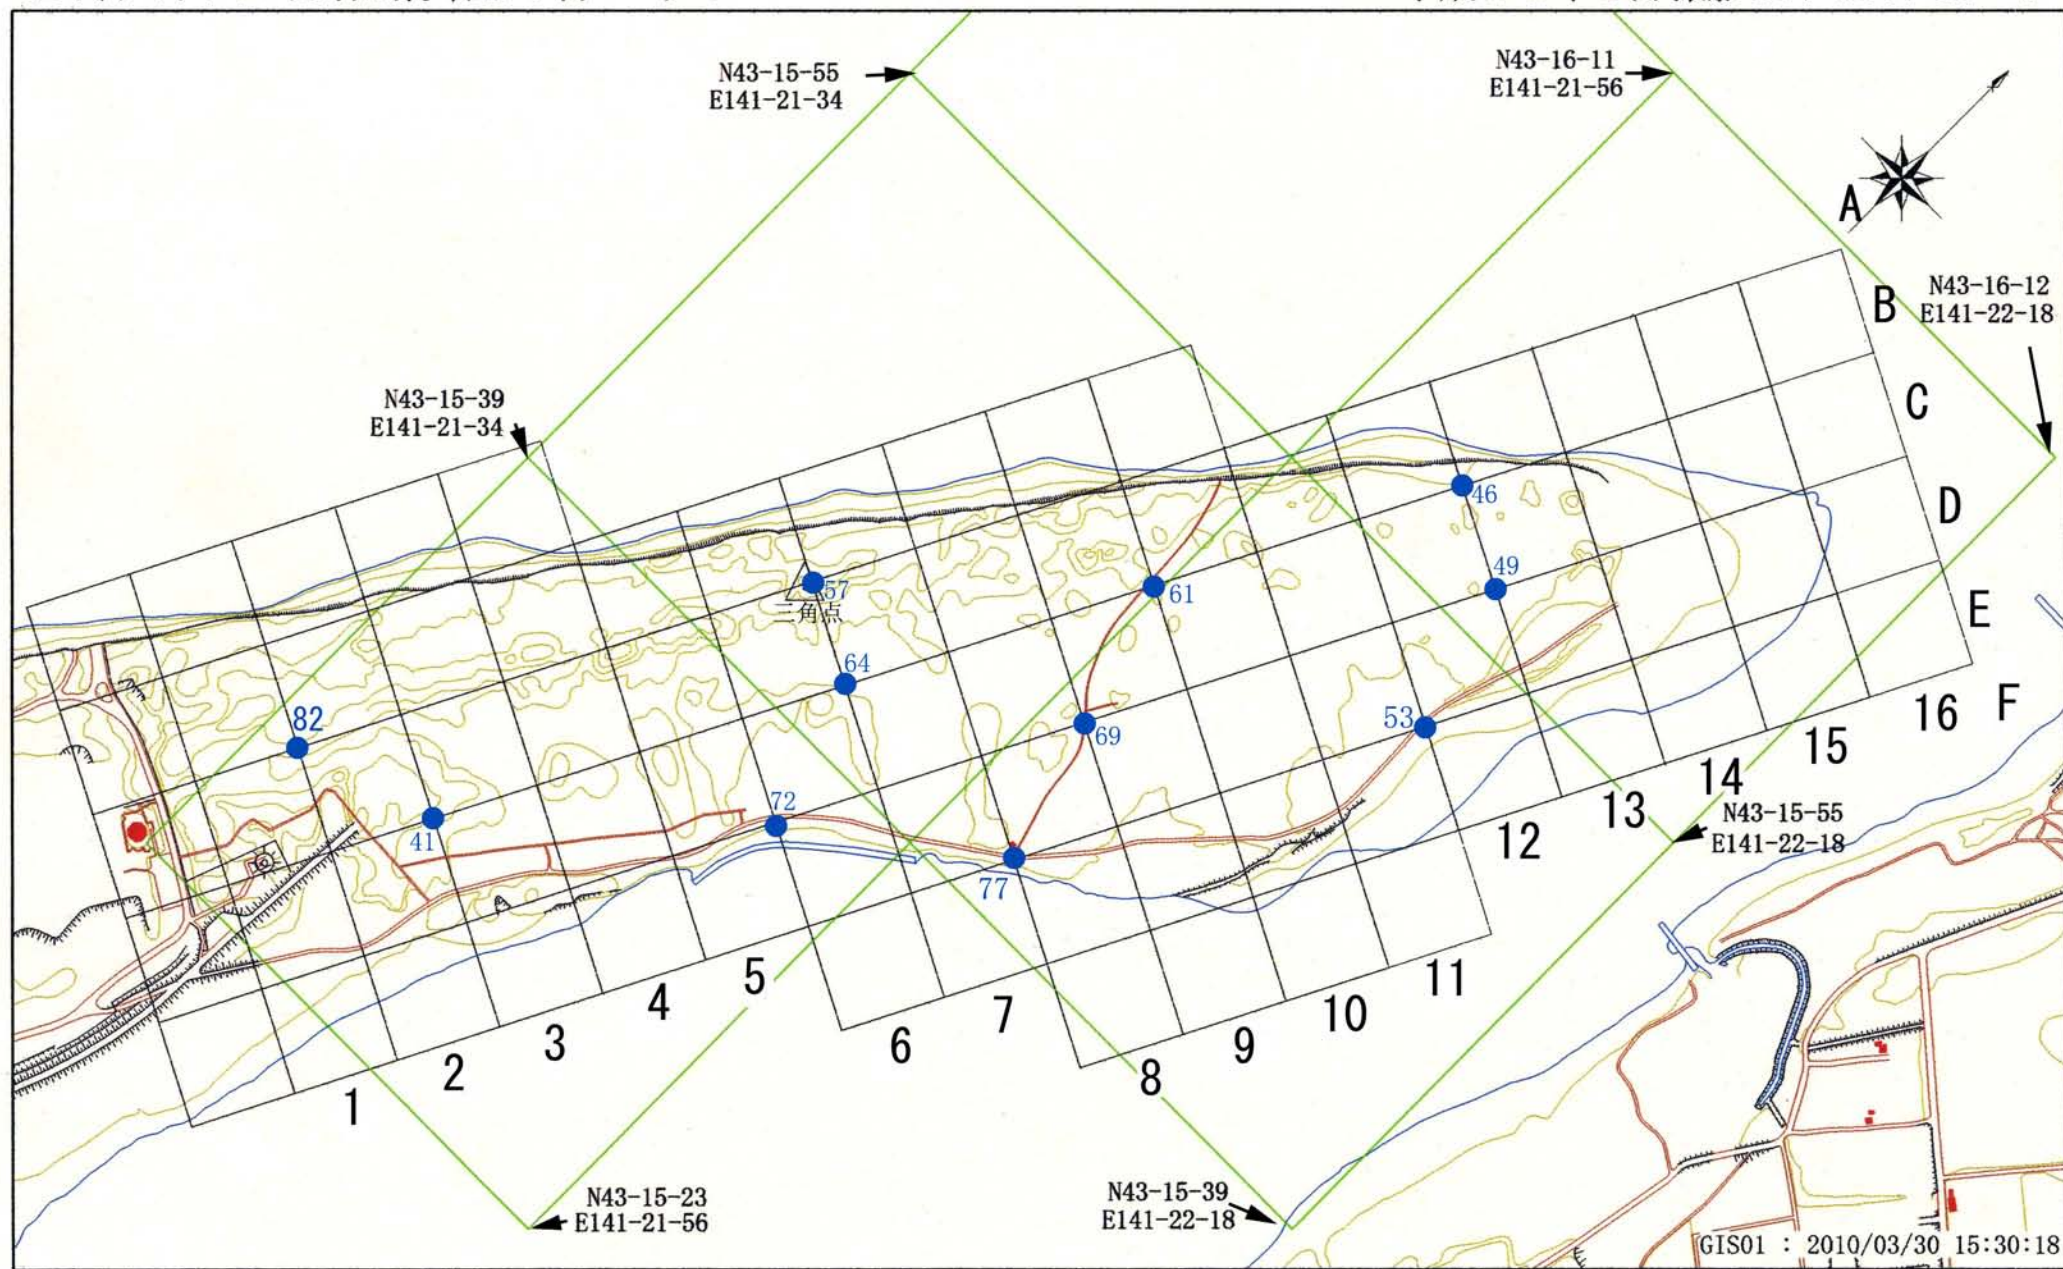 N43-15-55
E141-21-34
N43-16-11
E141-21-56
A
B
N43-16-12
E141-22-18
C
N43-15-39
E141-21-34
D
46
49
57
三角点
61
E
64
F
82
53
16
69
15
41
72
14
13
N43-15-55
E141-22-18
12
77
11
5
4
7
10
3
6
9
2
8
1
N43-15-23
E141-21-56
N43-15-39
E141-22-18
GIS01 : 2010/03/30 15:30:18